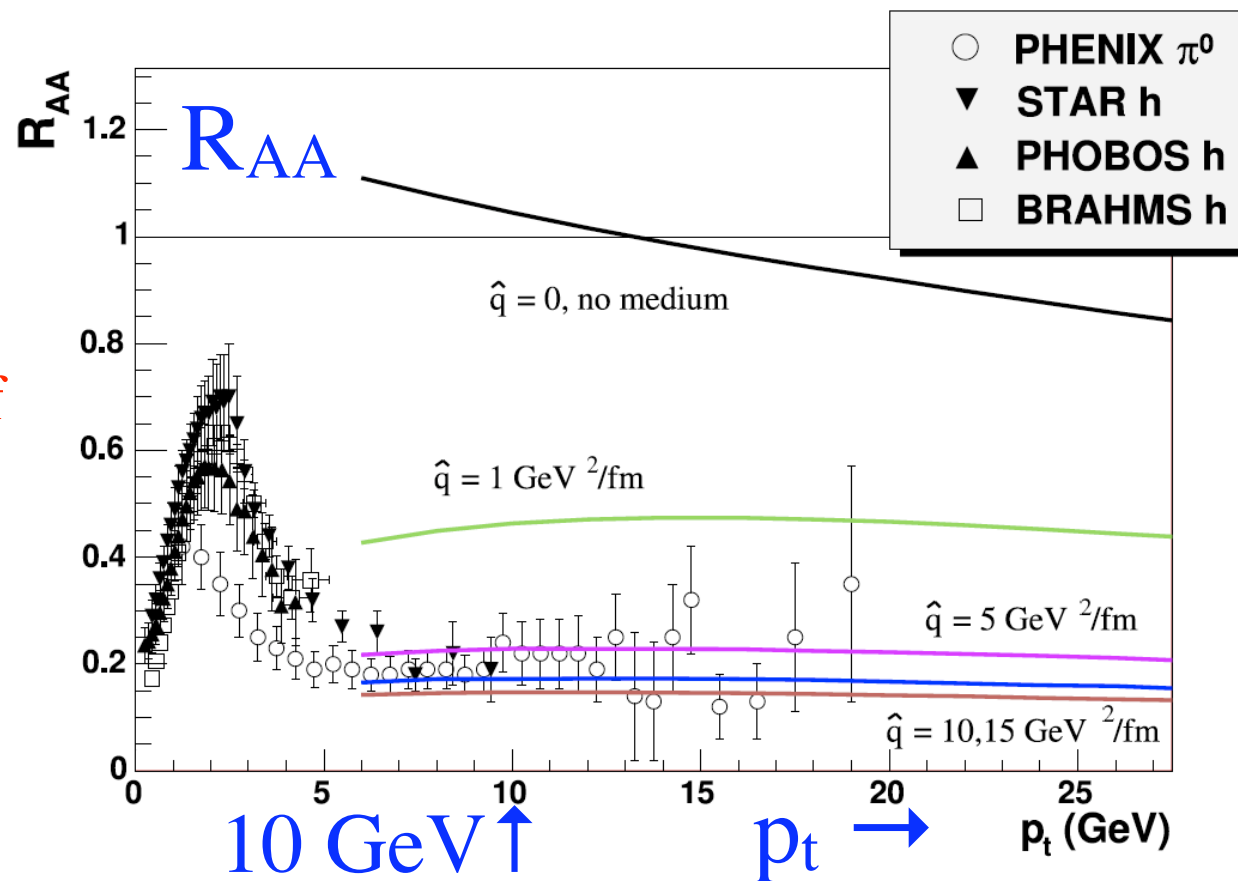 PHENIX π⁰
STAR h
PHOBOS h
BRAHMS h
R_AA
R_AA
1.2
1
0.8
0.6
0.4
0.2
0
q̂ = 0, no medium
q̂ = 1 GeV ²/fm
q̂ = 5 GeV ²/fm
q̂ = 10,15 GeV ²/fm
f
0 5 10 15 20 25
10 GeV ↑ p_t → p_t (GeV)